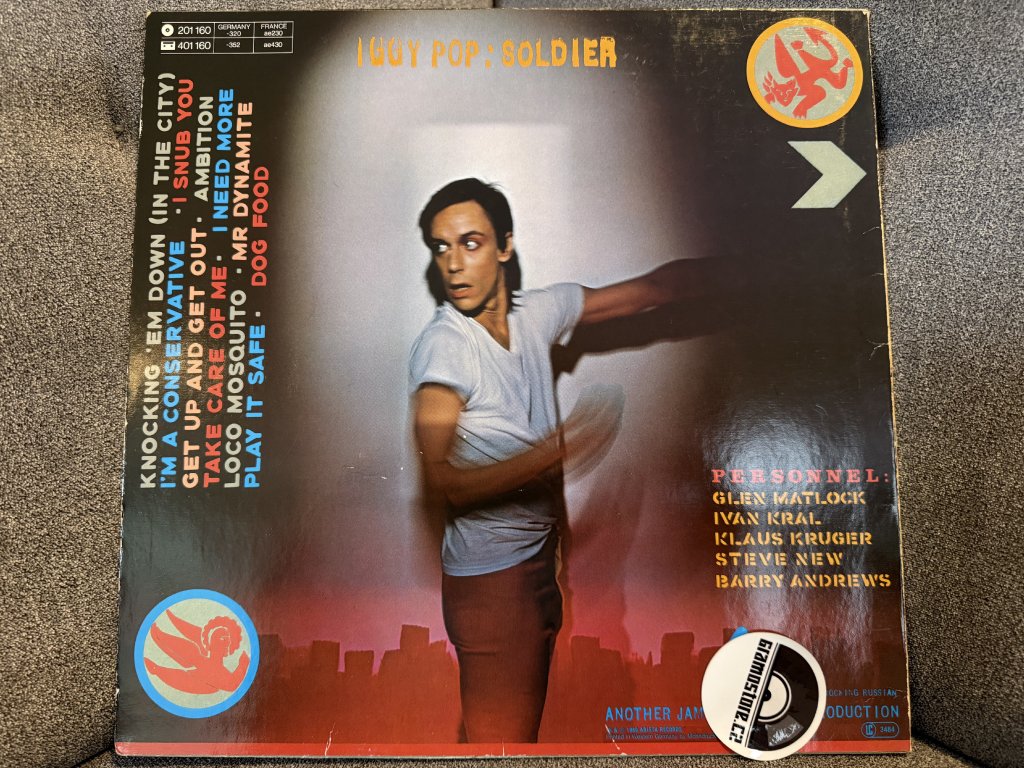 201 160 GERMANY -320 FRANCE ae230
401 160 -352 ae430
IGGY POP: SOLDIER
KNOCKING 'EM DOWN (IN THE CITY)
I'M A CONSERVATIVE · I SNUB YOU
GET UP AND GET OUT · AMBITION
TAKE CARE OF ME · I NEED MORE
LOCO MOSQUITO · MR DYNAMITE
PLAY IT SAFE · DOG FOOD
PERSONNEL:
GLEN MATLOCK
IVAN KRAL
KLAUS KRUGER
STEVE NEW
BARRY ANDREWS
RUSSIAN
ANOTHER
LC 3484
Gramostore.cz